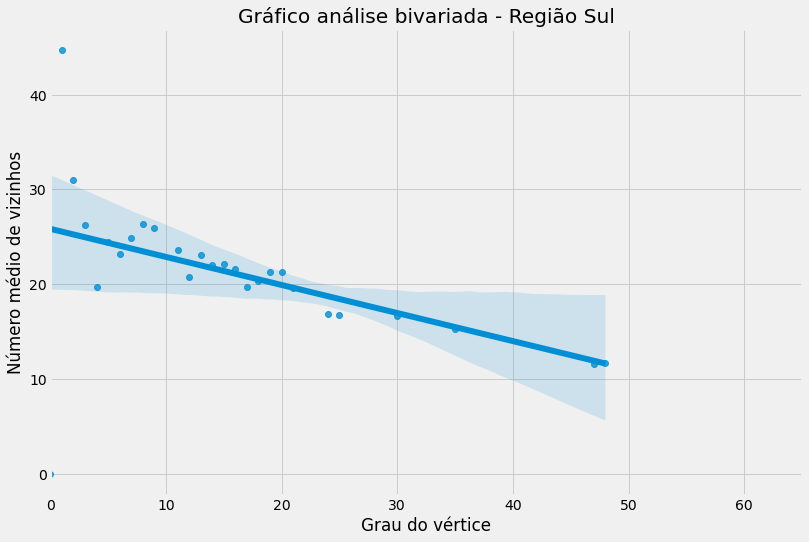 Gráfico análise bivariada - Região Sul
Número médio de vizinhos
40
30
20
10
0
0 10 20 30 40 50 60
Grau do vértice